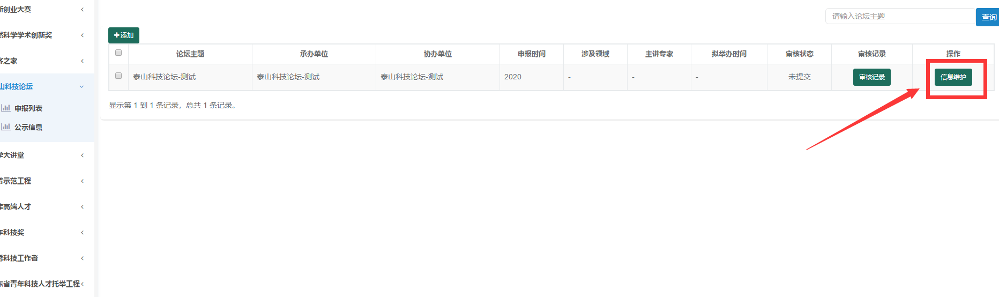 新创业大赛
然科学学术创新奖
客之家
山科技论坛
申报列表
公示信息
学大讲堂
普示范工程
库高端人才
年科技奖
秀科技工作者
东省青年科技人才托举工程
请输入论坛主题
查询
添加
论坛主题 承办单位 协办单位 申报时间 涉及领域 主讲专家 拟举办时间 审核状态 审核记录 操作
泰山科技论坛-测试 泰山科技论坛-测试 泰山科技论坛-测试 2020 - - - 未提交 审核记录 信息维护
显示第 1 到 1 条记录，总共 1 条记录。